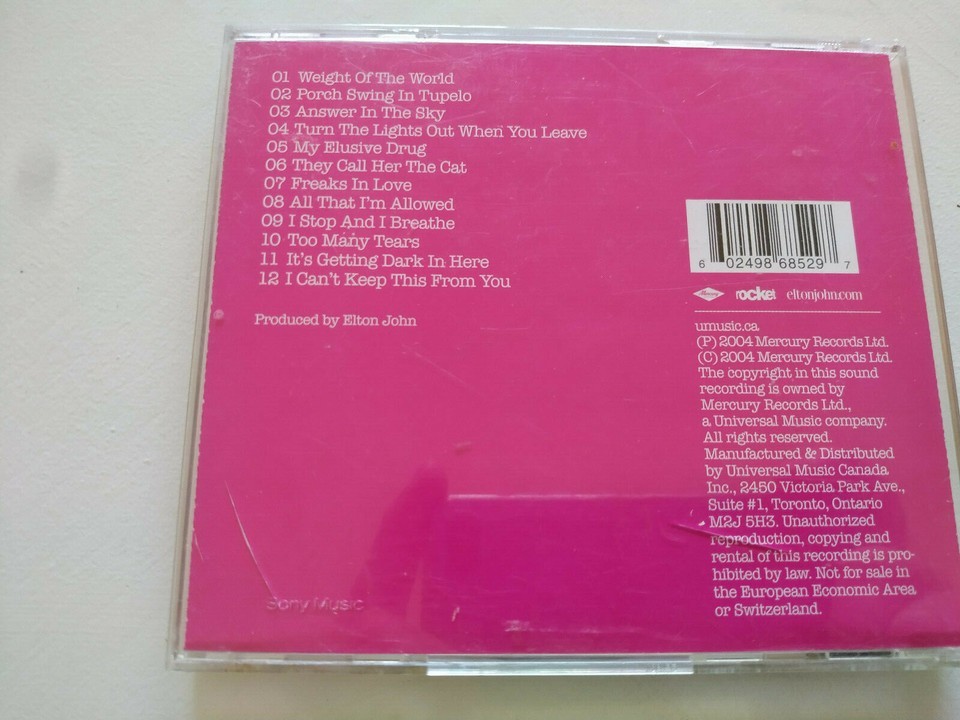 01 Weight Of The World
02 Porch Swing In Tupelo
03 Answer In The Sky
04 Turn The Lights Out When You Leave
05 My Elusive Drug
06 They Call Her The Cat
07 Freaks In Love
08 All That I'm Allowed
09 I Stop And I Breathe
10 Too Many Tears
11 It's Getting Dark In Here
12 I Can't Keep This From You
Produced by Elton John
6 02498 68529 7
rocket eltonjohn.com
umusic.ca
(P) 2004 Mercury Records Ltd.
(C) 2004 Mercury Records Ltd.
The copyright in this sound
recording is owned by
Mercury Records Ltd.,
a Universal Music company.
All rights reserved.
Manufactured & Distributed
by Universal Music Canada
Inc., 2450 Victoria Park Ave.,
Suite #1, Toronto, Ontario
M2J 5H3. Unauthorized
reproduction, copying and
rental of this recording is pro-
hibited by law. Not for sale in
the European Economic Area
or Switzerland.
Sony Music